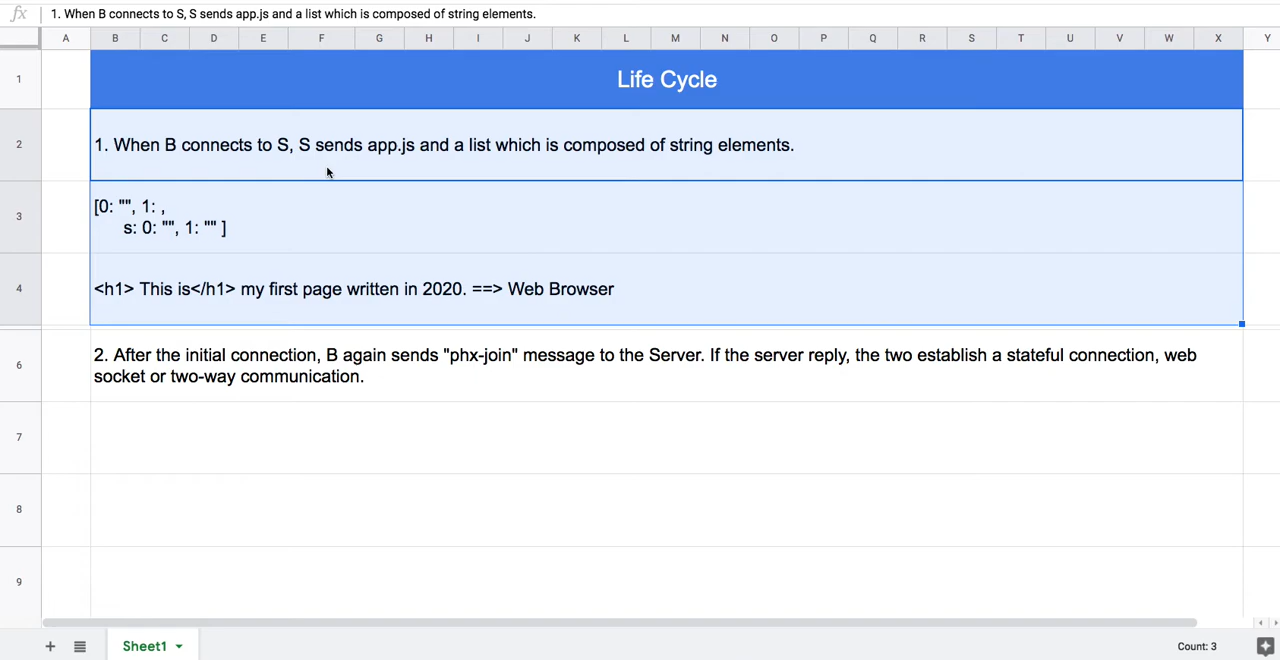 fx 1. When B connects to S, S sends app.js and a list which is composed of string elements.
A B C D E F G H I J K L M N O P Q R S T U V W X Y
1 Life Cycle
2 1. When B connects to S, S sends app.js and a list which is composed of string elements.
3 [0: "", 1: ,
s: 0: "", 1: "" ]
4 <h1> This is</h1> my first page written in 2020. ==> Web Browser
6 2. After the initial connection, B again sends "phx-join" message to the Server. If the server reply, the two establish a stateful connection, web
socket or two-way communication.
7
8
9
+ Sheet1 Count: 3